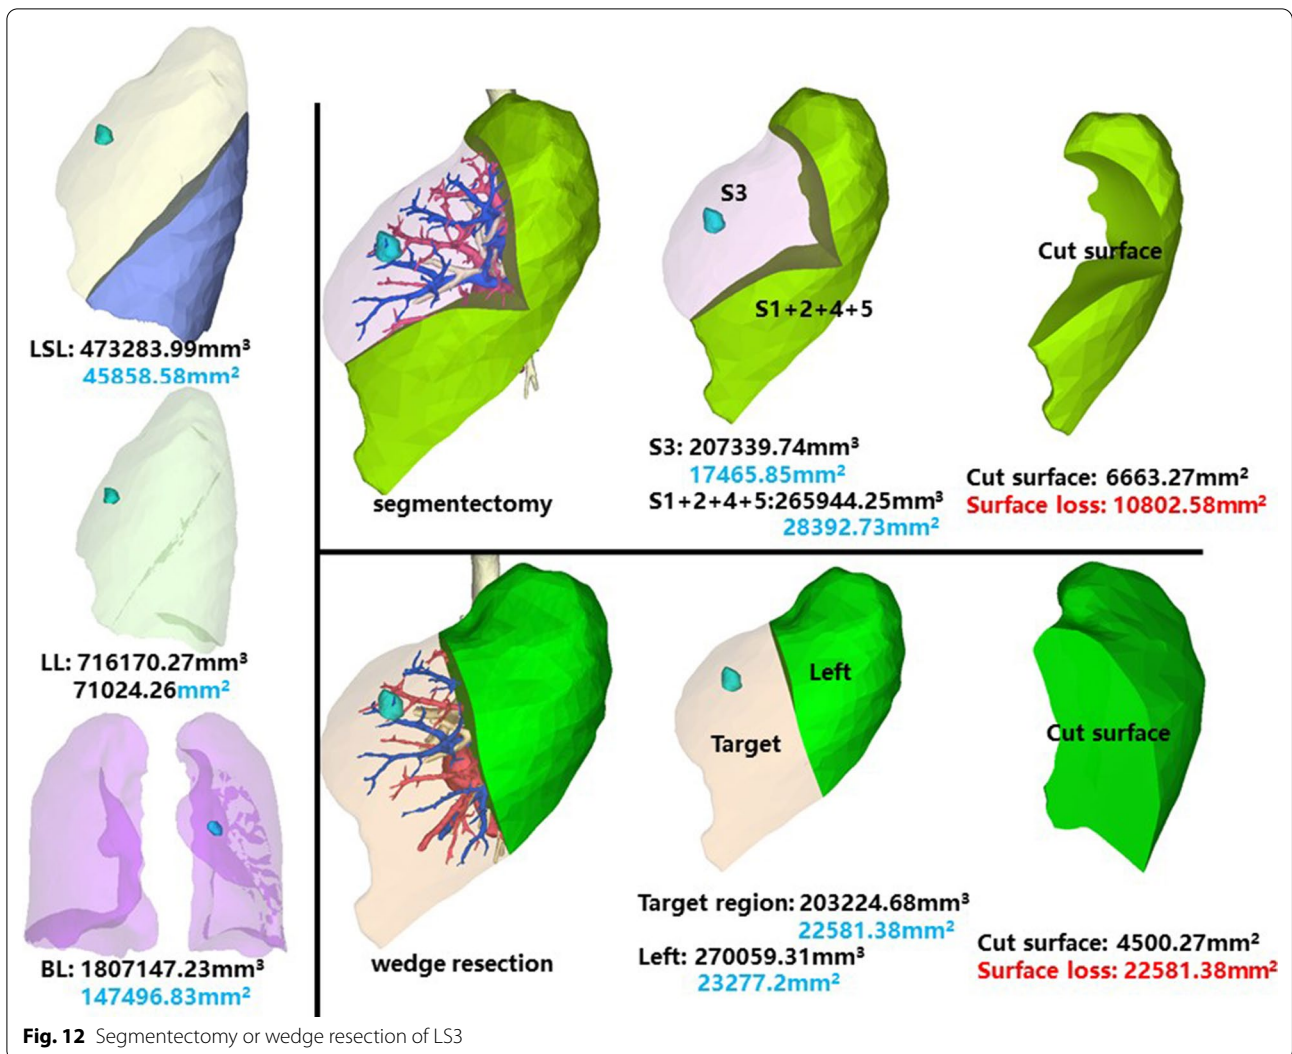 LSL: 473283.99mm³
45858.58mm²
LL: 716170.27mm³
71024.26mm²
BL: 1807147.23mm³
147496.83mm²
segmentectomy
S3
S1+2+4+5
S3: 207339.74mm³
17465.85mm²
S1+2+4+5:265944.25mm³
28392.73mm²
Cut surface
Cut surface: 6663.27mm²
Surface loss: 10802.58mm²
wedge resection
Left
Target
Target region: 203224.68mm³
22581.38mm²
Left: 270059.31mm³
23277.2mm²
Cut surface
Cut surface: 4500.27mm²
Surface loss: 22581.38mm²
Fig. 12 Segmentectomy or wedge resection of LS3